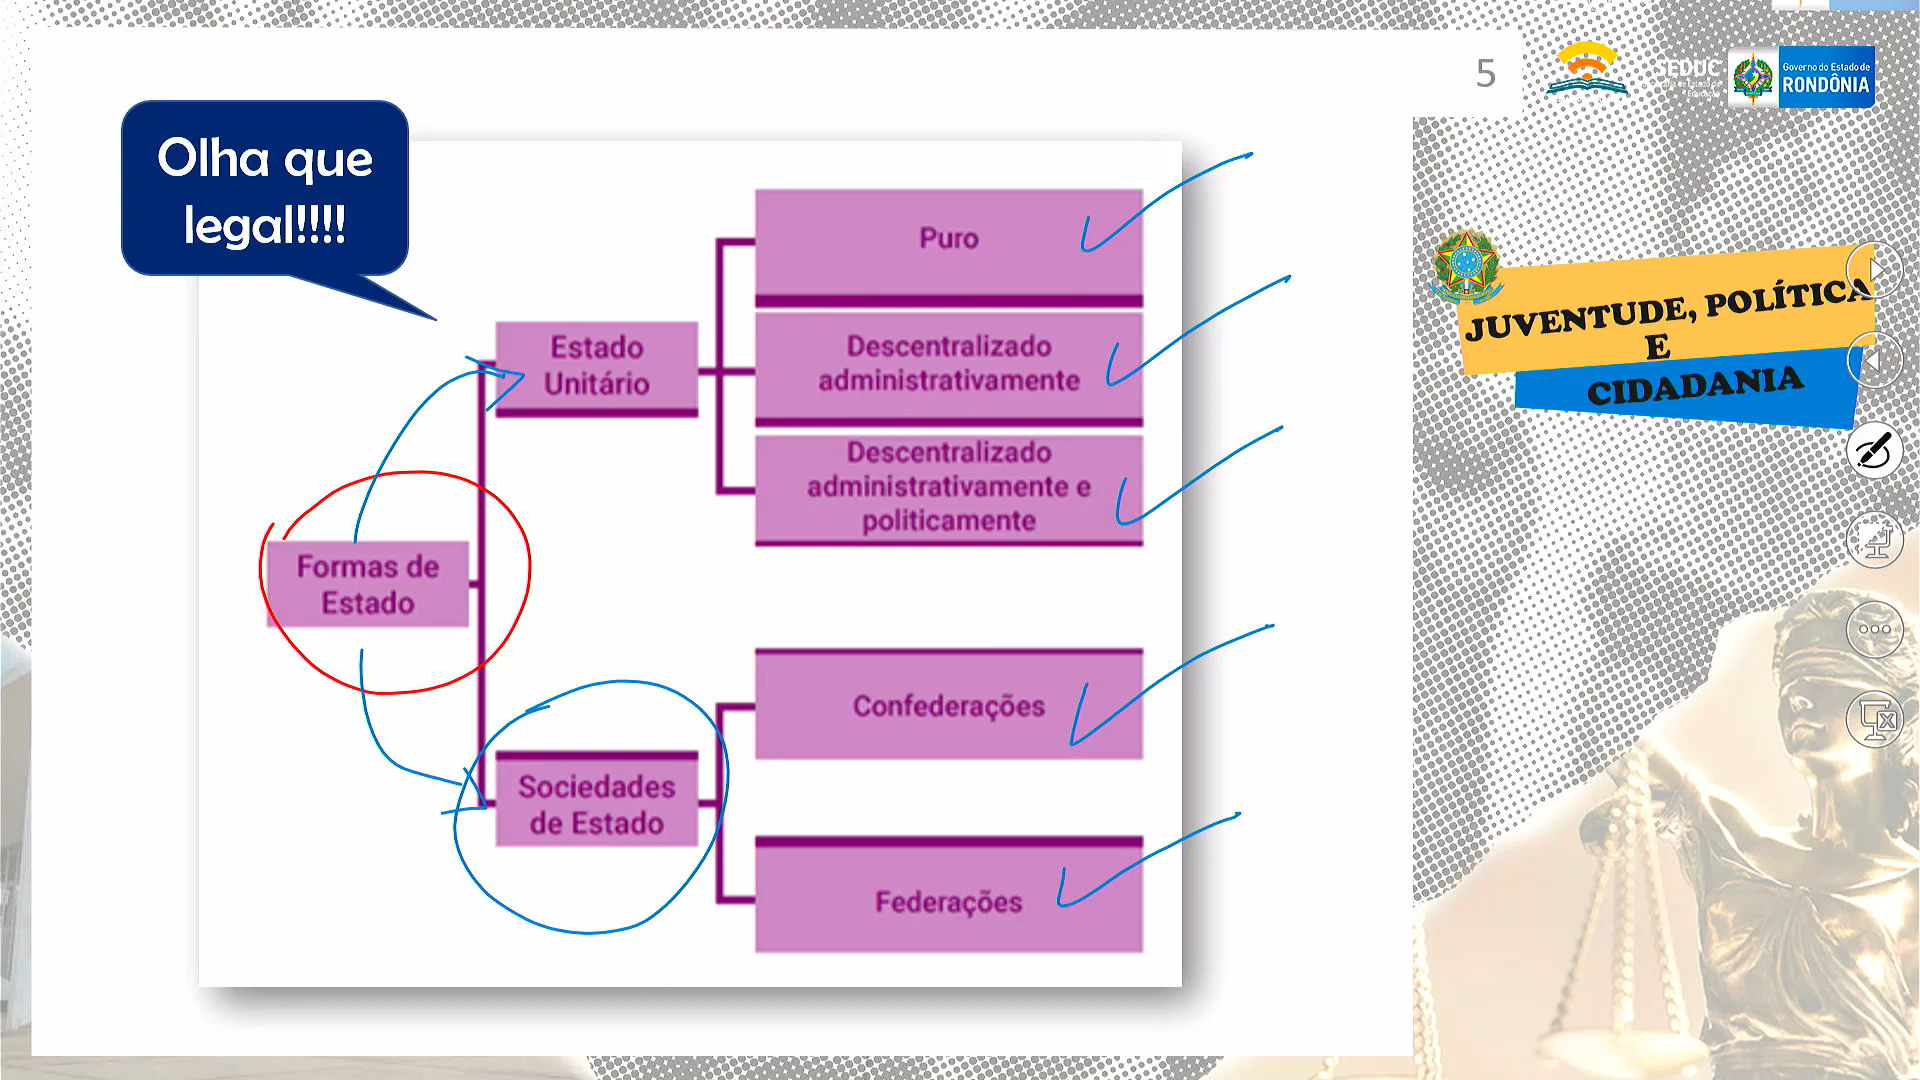 5
SEDUC
Governo do Estado de
RONDÔNIA
Olha que
legal!!!!
Puro
Estado
Unitário
Descentralizado
administrativamente
Descentralizado
administrativamente e
politicamente
Formas de
Estado
Confederações
Sociedades
de Estado
Federações
JUVENTUDE, POLÍTICA
E
CIDADANIA